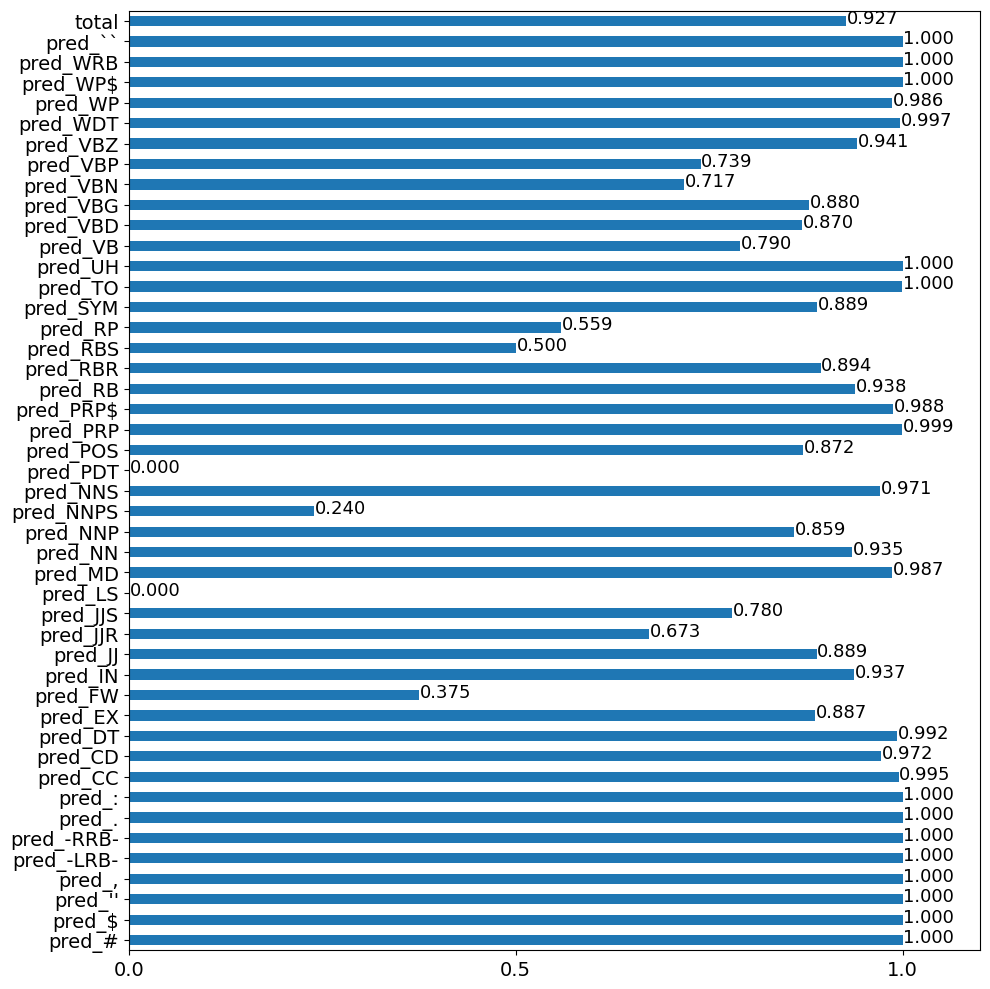 total 0.927
pred_`` 1.000
pred_WRB 1.000
pred_WP$ 1.000
pred_WP 0.986
pred_WDT 0.997
pred_VBZ 0.941
pred_VBP 0.739
pred_VBN 0.717
pred_VBG 0.880
pred_VBD 0.870
pred_VB 0.790
pred_UH 1.000
pred_TO 1.000
pred_SYM 0.889
pred_RP 0.559
pred_RBS 0.500
pred_RBR 0.894
pred_RB 0.938
pred_PRP$ 0.988
pred_PRP 0.999
pred_POS 0.872
pred_PDT 0.000
pred_NNS 0.971
pred_NNPS 0.240
pred_NNP 0.859
pred_NN 0.935
pred_MD 0.987
pred_LS 0.000
pred_JJS 0.780
pred_JJR 0.673
pred_JJ 0.889
pred_IN 0.937
pred_FW 0.375
pred_EX 0.887
pred_DT 0.992
pred_CD 0.972
pred_CC 0.995
pred_: 1.000
pred_. 1.000
pred_-RRB- 1.000
pred_-LRB- 1.000
pred_, 1.000
pred_'' 1.000
pred_$ 1.000
pred_# 1.000
0.0 0.5 1.0